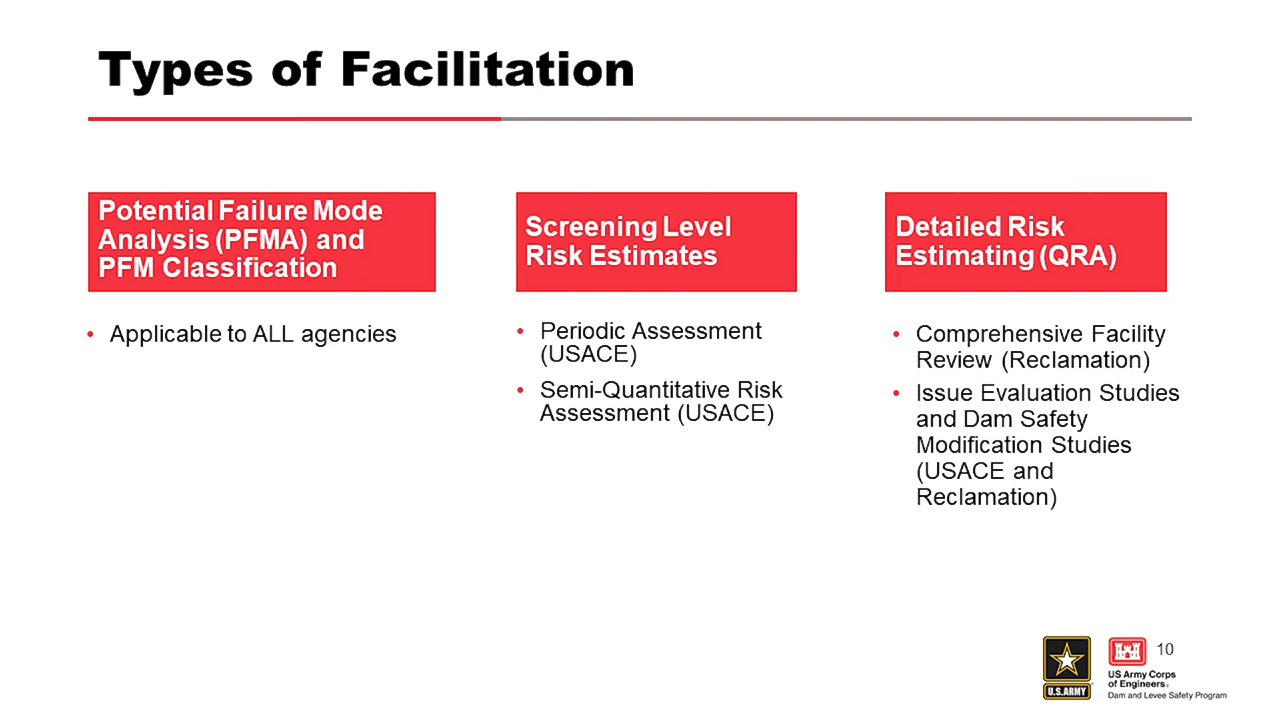 Types of Facilitation
Potential Failure Mode
Analysis (PFMA) and
PFM Classification
• Applicable to ALL agencies
Screening Level
Risk Estimates
• Periodic Assessment
(USACE)
• Semi-Quantitative Risk
Assessment (USACE)
Detailed Risk
Estimating (QRA)
• Comprehensive Facility
Review (Reclamation)
• Issue Evaluation Studies
and Dam Safety
Modification Studies
(USACE and
Reclamation)
U.S.ARMY
10
US Army Corps
of Engineers®
Dam and Levee Safety Program